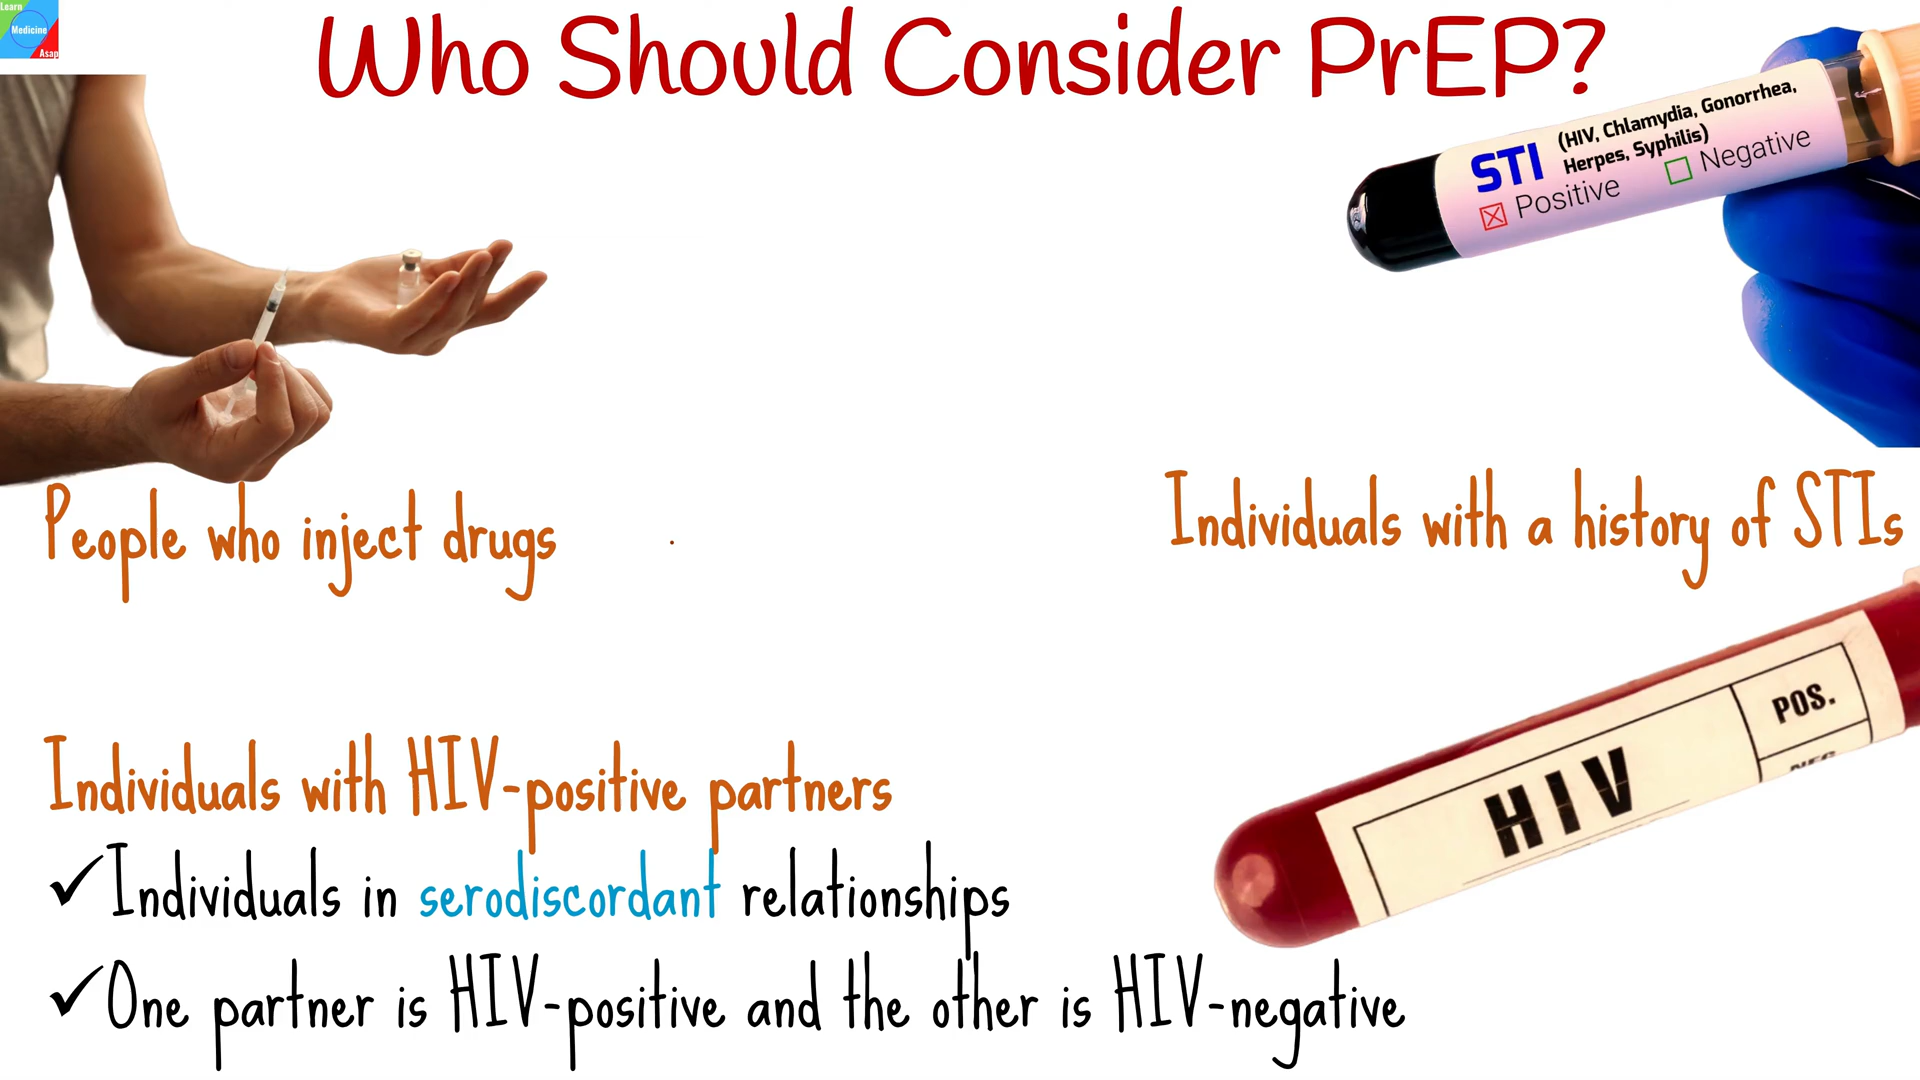 Learn
Medicine
Asap
Who Should Consider PrEP?
STI (HIV, Chlamydia, Gonorrhea,
Herpes, Syphilis)
Positive Negative
People who inject drugs
Individuals with a history of STIs
POS.
HIV
Individuals with HIV-positive partners
✓Individuals in serodiscordant relationships
✓One partner is HIV-positive and the other is HIV-negative